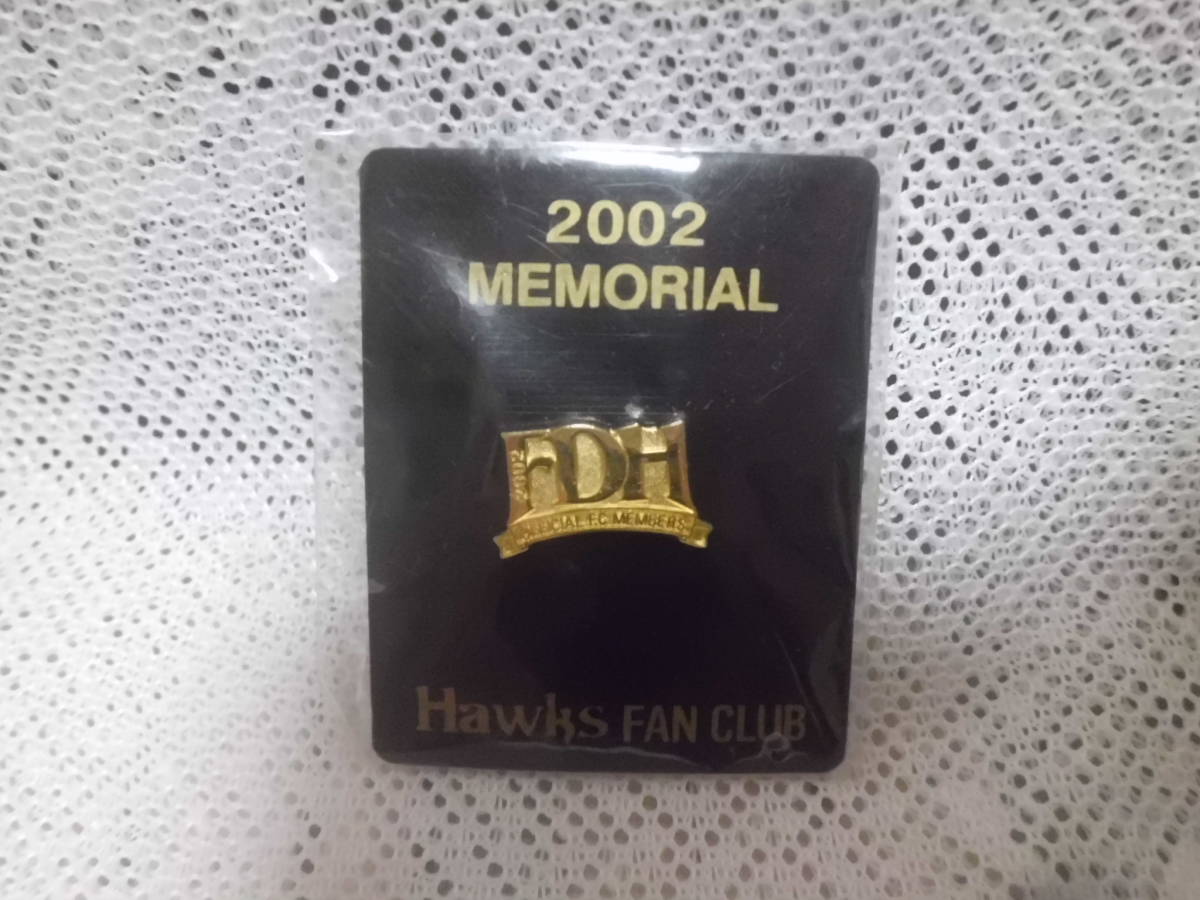 2002
MEMORIAL
2002
FDH
OFFICIAL F.C. MEMBERS
Hawks FAN CLUB